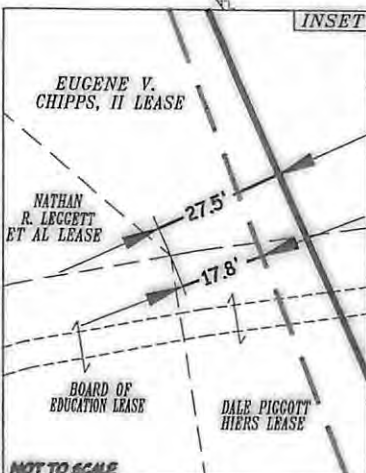 INSET
EUGENE V.
CHIPPS, II LEASE
27.5'
NATHAN
R. LEGGETT
ET AL LEASE
17.8'
BOARD OF
EDUCATION LEASE
DALE PIGGOTT
HIERS LEASE
NOT TO SCALE